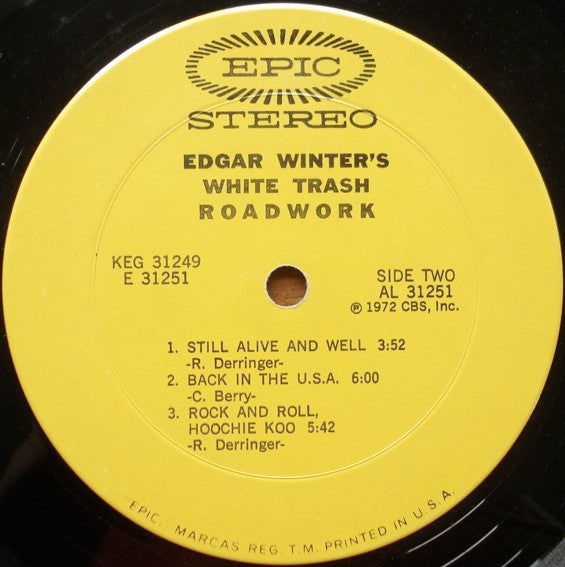 EPIC
STEREO
EDGAR WINTER'S
WHITE TRASH
ROADWORK
KEG 31249
E 31251
SIDE TWO
AL 31251
℗ 1972 CBS, Inc.
1. STILL ALIVE AND WELL 3:52
-R. Derringer-
2. BACK IN THE U.S.A. 6:00
-C. Berry-
3. ROCK AND ROLL,
HOOCHIE KOO 5:42
-R. Derringer-
EPIC, MARCAS REG. T.M. PRINTED IN U.S.A.